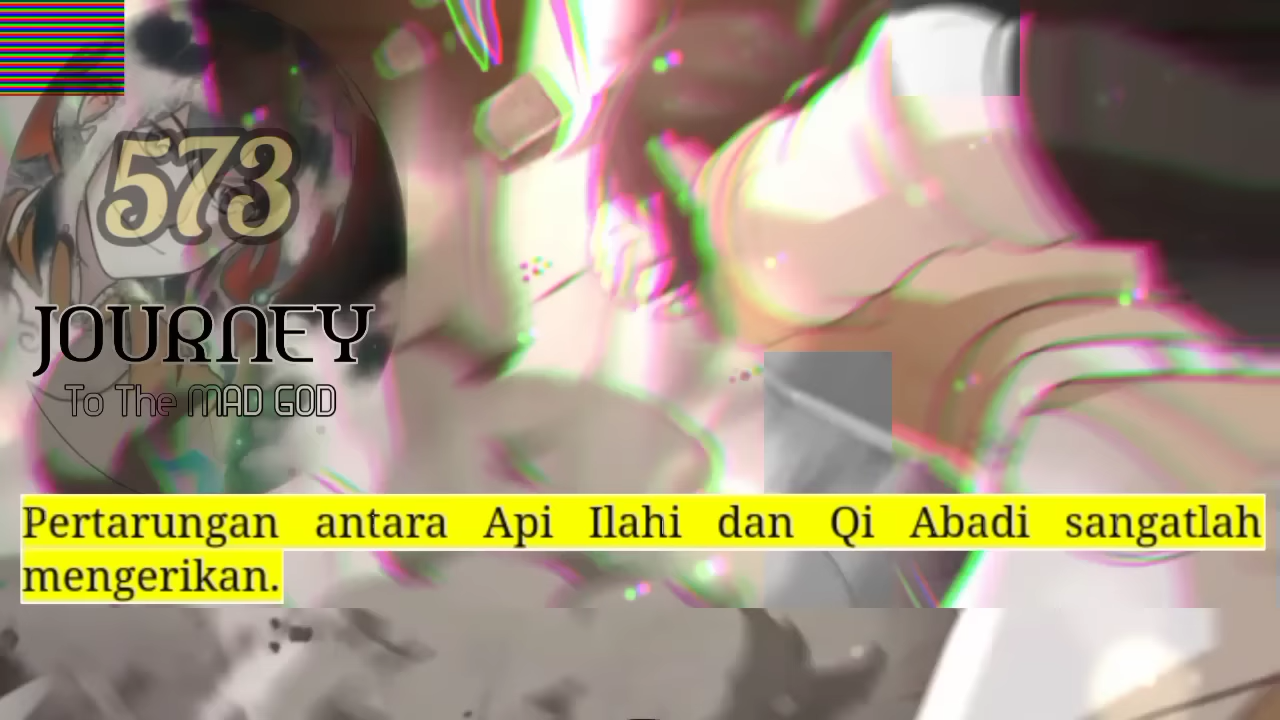 573
JOURNEY
To The MAD GOD
Pertarungan antara Api Ilahi dan Qi Abadi sangatlah
mengerikan.